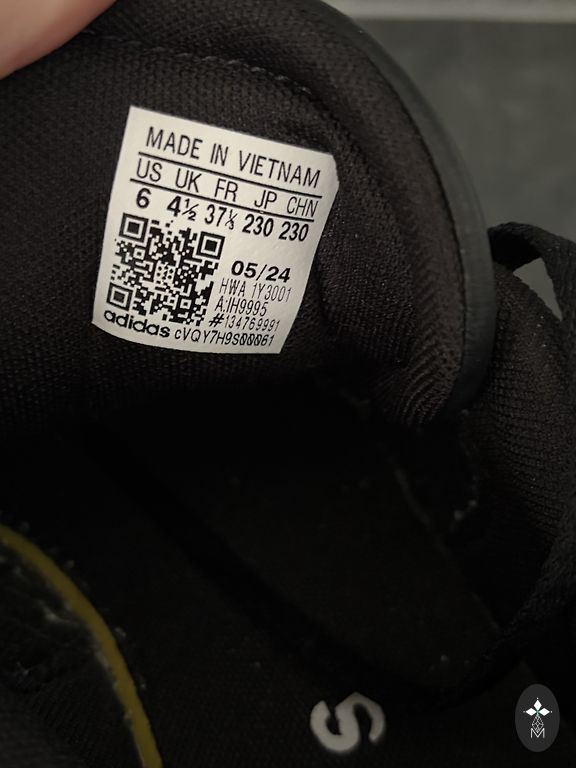 MADE IN VIETNAM
US UK FR JP CHN
6 4½ 37⅓ 230 230
05/24
HWA 1Y3001
A:IH9995
#134769991
adidas cVQY7H9S00061
S
M